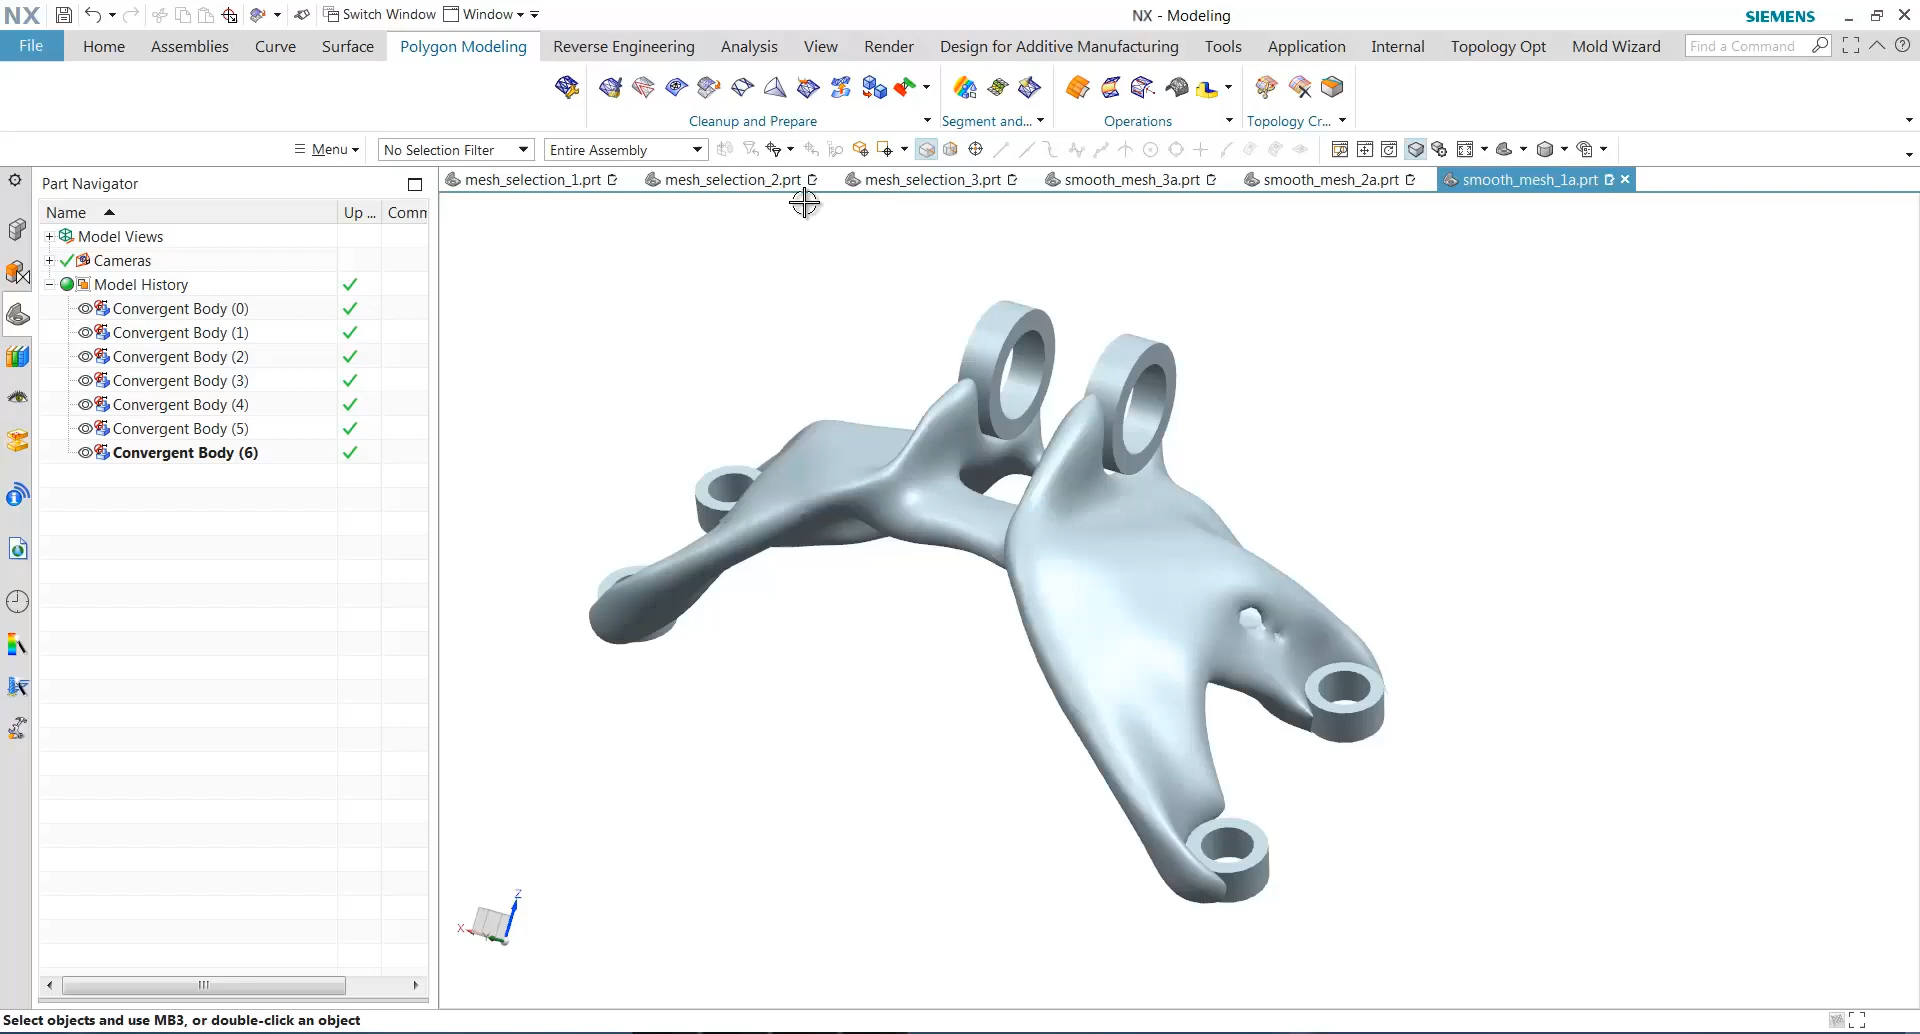 NX Switch Window Window NX - Modeling SIEMENS
File Home Assemblies Curve Surface Polygon Modeling Reverse Engineering Analysis View Render Design for Additive Manufacturing Tools Application Internal Topology Opt Mold Wizard Find a Command
Cleanup and Prepare Segment and... Operations Topology Cr...
Menu No Selection Filter Entire Assembly
Part Navigator mesh_selection_1.prt mesh_selection_2.prt mesh_selection_3.prt smooth_mesh_3a.prt smooth_mesh_2a.prt smooth_mesh_1a.prt
Name Up ... Comm
Model Views
Cameras
Model History
Convergent Body (0)
Convergent Body (1)
Convergent Body (2)
Convergent Body (3)
Convergent Body (4)
Convergent Body (5)
Convergent Body (6)
Z
X
Select objects and use MB3, or double-click an object